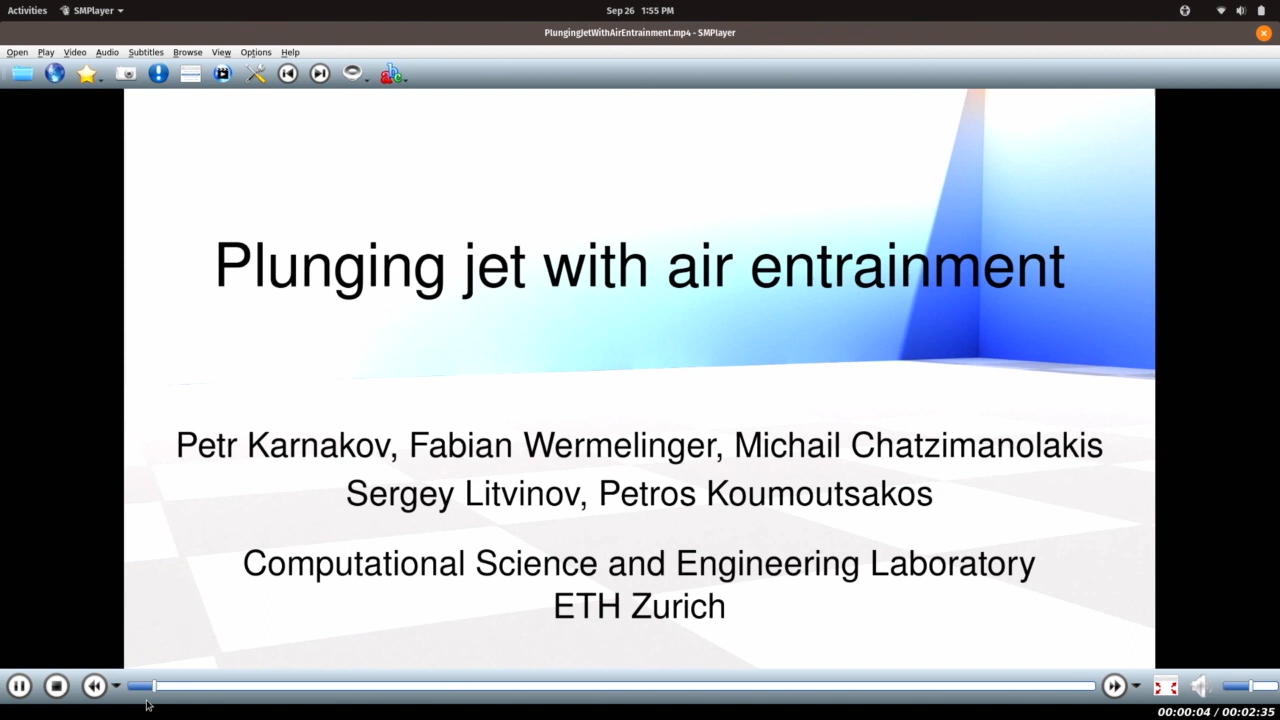 Activities
SMPlayer
Sep 26 1:55 PM
PlungingJetWithAirEntrainment.mp4 - SMPlayer
Open Play Video Audio Subtitles Browse View Options Help
abc
Plunging jet with air entrainment
Petr Karnakov, Fabian Wermelinger, Michail Chatzimanolakis
Sergey Litvinov, Petros Koumoutsakos
Computational Science and Engineering Laboratory
ETH Zurich
00:00:04 / 00:02:35